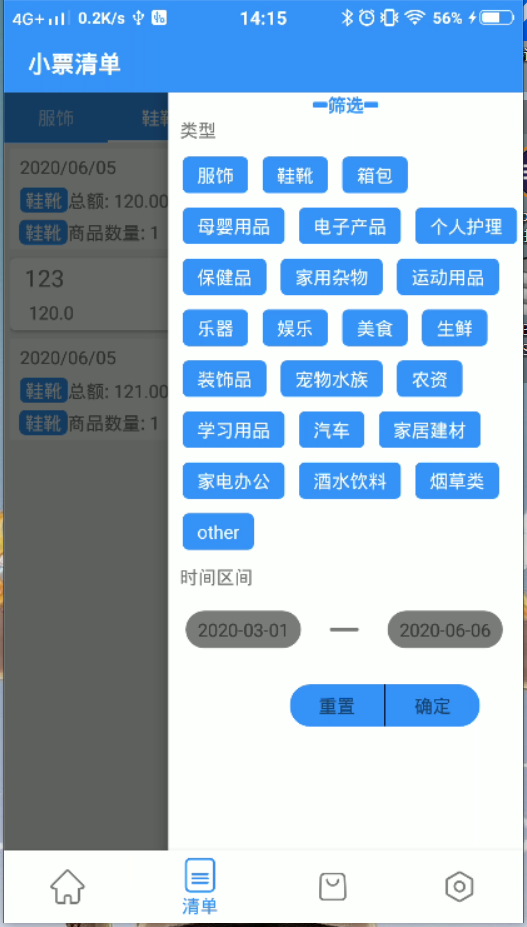 4G+ 0.2K/s 14:15 56%
小票清单
服饰
筛选
类型
服饰 鞋靴 箱包
母婴用品 电子产品 个人护理
保健品 家用杂物 运动用品
乐器 娱乐 美食 生鲜
装饰品 宠物水族 农资
学习用品 汽车 家居建材
家电办公 酒水饮料 烟草类
other
时间区间
2020-03-01 — 2020-06-06
重置 确定
2020/06/05
鞋靴 总额: 120.00
鞋靴 商品数量: 1
123
120.0
2020/06/05
鞋靴 总额: 121.00
鞋靴 商品数量: 1
清单